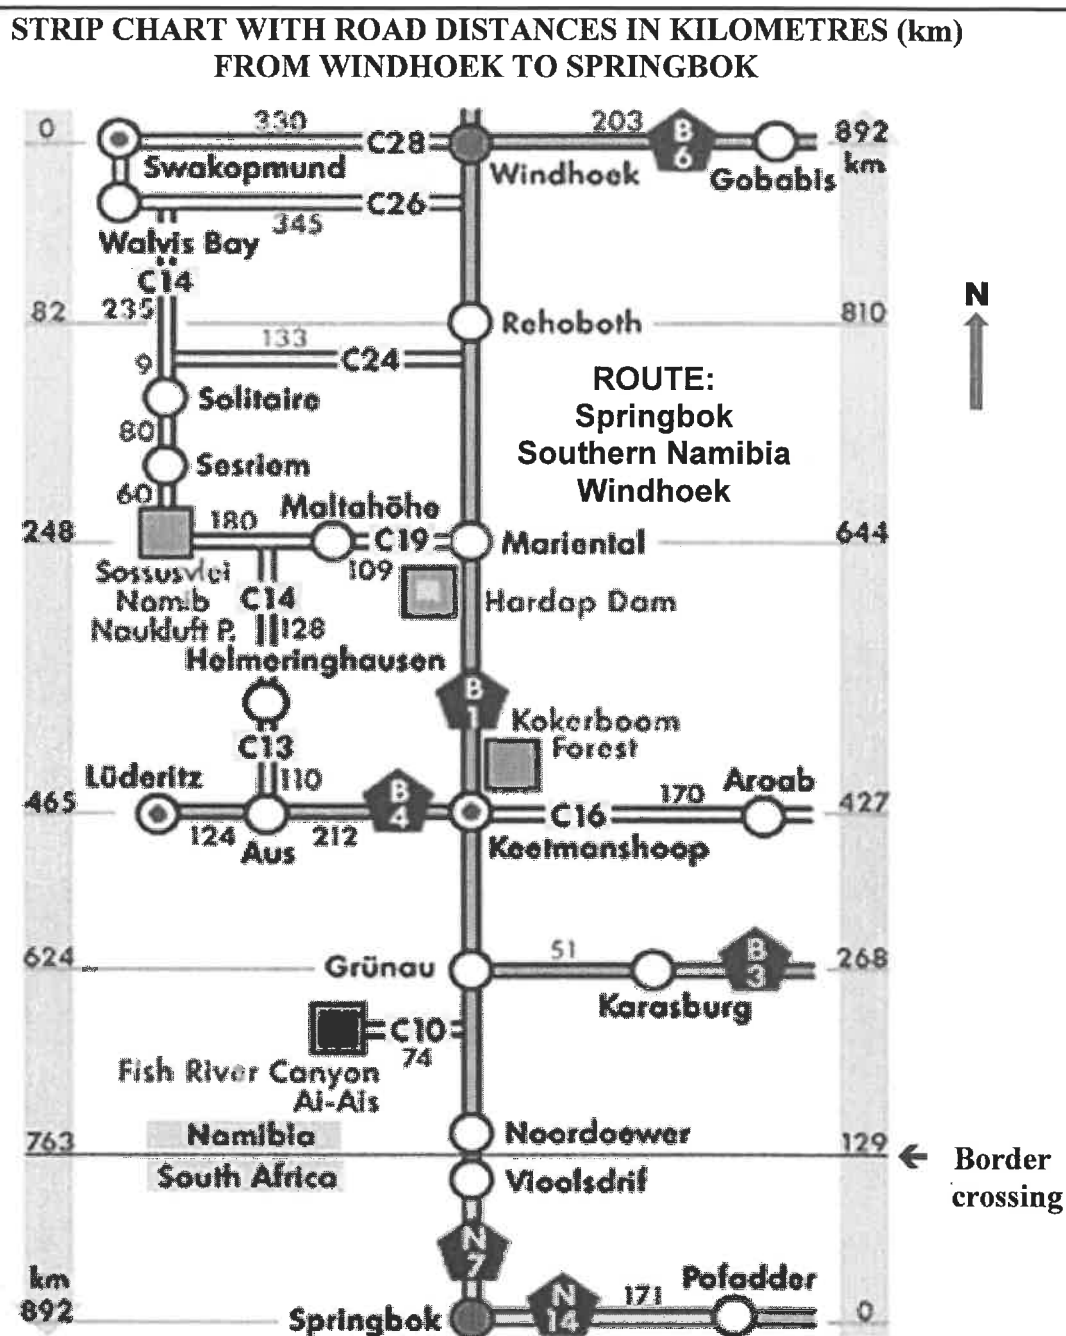 STRIP CHART WITH ROAD DISTANCES IN KILOMETRES (km)
FROM WINDHOEK TO SPRINGBOK
0
330
C28
203
B
6
892
km
Swakopmund
Windhoek
Gobabis
C26
345
Walvis Bay
C14
235
N
82
Rehoboth
810
133
C24
9
Solitaire
ROUTE:
Springbok
Southern Namibia
Windhoek
80
Sesriem
60
Maltahöhe
248
180
C19
Mariental
644
109
Sossusvlei
Namib
Naukluft P.
C14
128
Hardap Dam
Helmeringhausen
B
1
Kokerboom
Forest
C13
Lüderitz
110
B
4
170
Aroab
465
C16
427
124
212
Aus
Keetmanshoop
624
Grünau
51
B
3
268
Karasburg
C10
74
Fish River Canyon
Ai-Ais
Namibia
Noordoewer
763
129
Border
crossing
South Africa
Vioolsdrif
N
7
km
892
Springbok
N
14
171
Pofadder
0